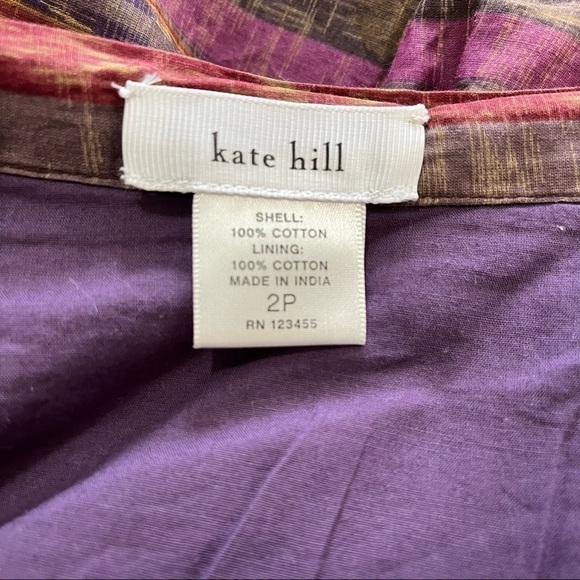 kate hill
SHELL:
100% COTTON
LINING:
100% COTTON
MADE IN INDIA
2P
RN 123455